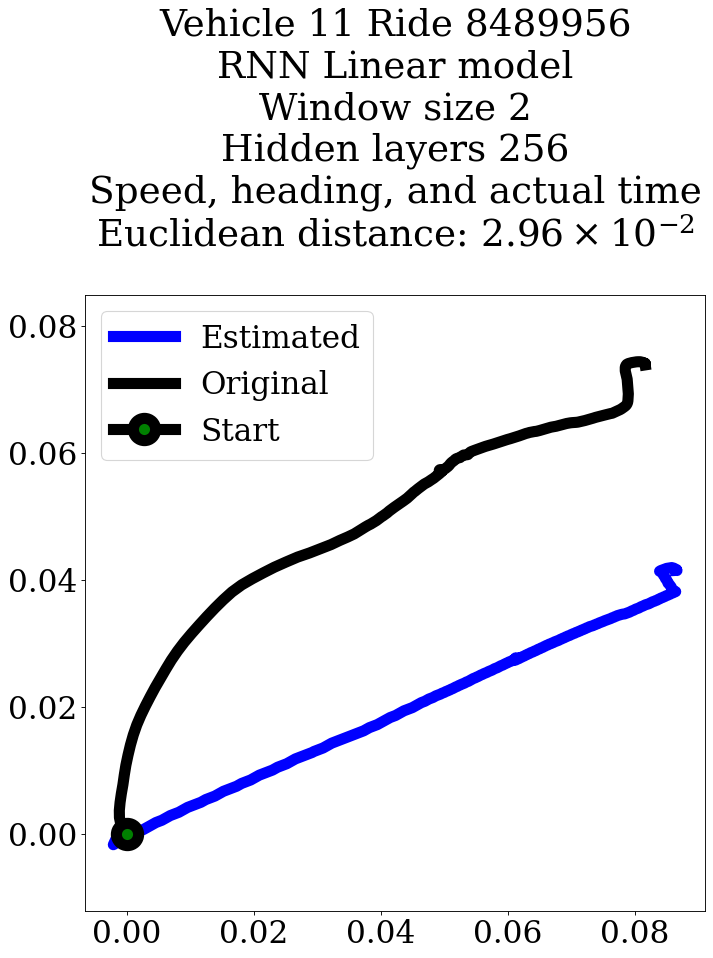 Vehicle 11 Ride 8489956
RNN Linear model
Window size 2
Hidden layers 256
Speed, heading, and actual time
Euclidean distance: 2.96 × 10⁻²
Estimated
Original
Start
0.08
0.06
0.04
0.02
0.00
0.00 0.02 0.04 0.06 0.08